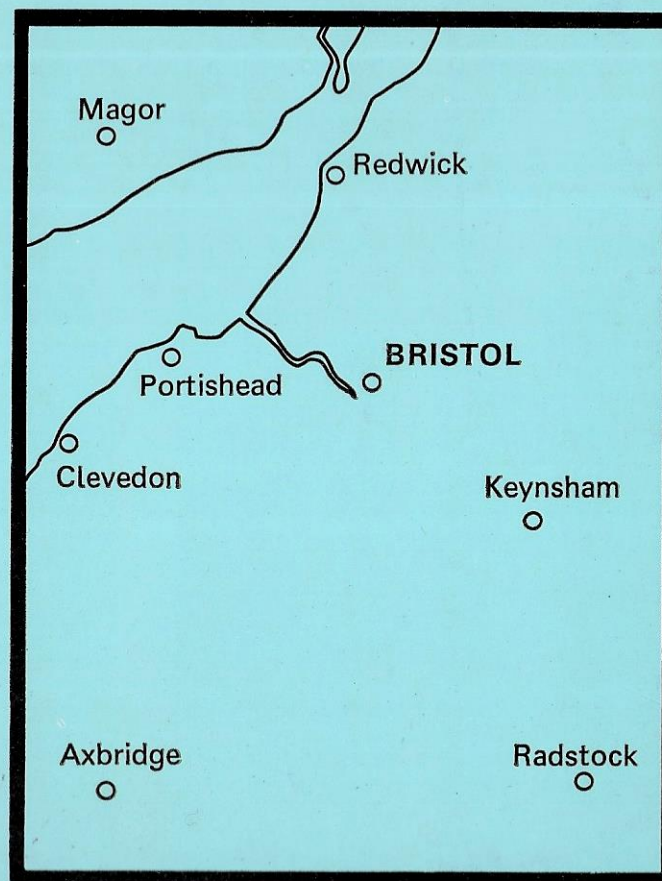 Magor
Redwick
BRISTOL
Portishead
Clevedon
Keynsham
Axbridge
Radstock